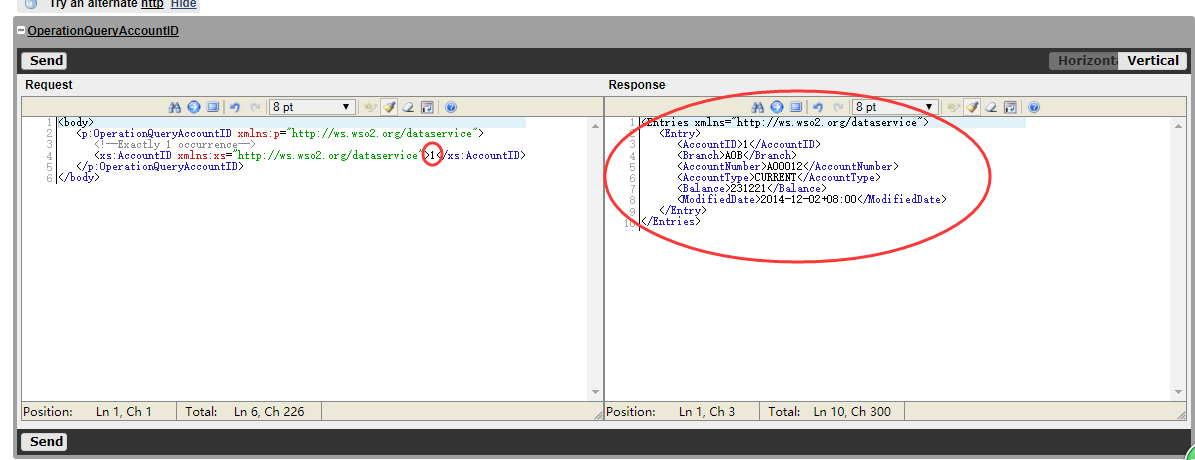 Try an alternate http Hide
OperationQueryAccountID
Send
Horizonta Vertical
Request
8 pt
1 <body>
2 <p:OperationQueryAccountID xmlns:p="http://ws.wso2.org/dataservice">
3 <!--Exactly 1 occurrence-->
4 <xs:AccountID xmlns:xs="http://ws.wso2.org/dataservice">1</xs:AccountID>
5 </p:OperationQueryAccountID>
6 </body>
Position: Ln 1, Ch 1 Total: Ln 6, Ch 226
Response
8 pt
1 <Entries xmlns="http://ws.wso2.org/dataservice">
2 <Entry>
3 <AccountID>1</AccountID>
4 <Branch>AOB</Branch>
5 <AccountNumber>A00012</AccountNumber>
6 <AccountType>CURRENT</AccountType>
7 <Balance>231221</Balance>
8 <ModifiedDate>2014-12-02+08:00</ModifiedDate>
9 </Entry>
10 </Entries>
Position: Ln 1, Ch 3 Total: Ln 10, Ch 300
Send